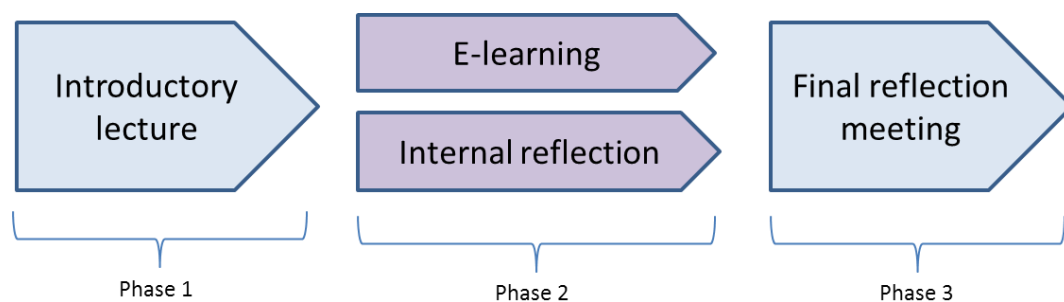 Introductory
lecture
E-learning
Internal reflection
Final reflection
meeting
Phase 1
Phase 2
Phase 3